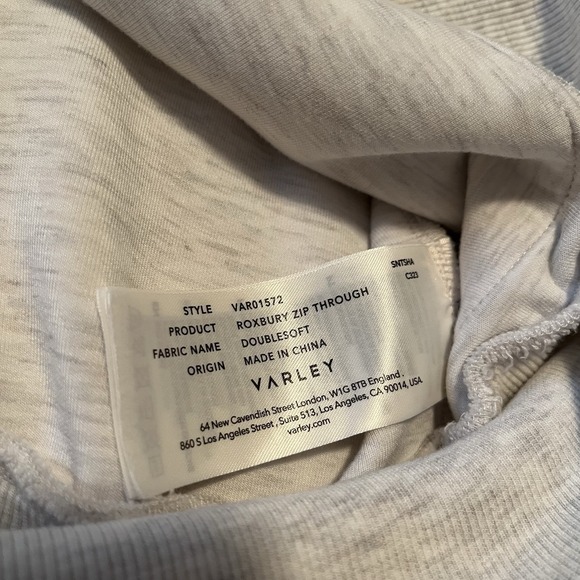 SNTSHA
C323
STYLE VAR01572
PRODUCT ROXBURY ZIP THROUGH
FABRIC NAME DOUBLESOFT
ORIGIN MADE IN CHINA
VARLEY
64 New Cavendish Street London, W1G 8TB England .
860 S Los Angeles Street , Suite 513, Los Angeles, CA 90014, USA
varley.com